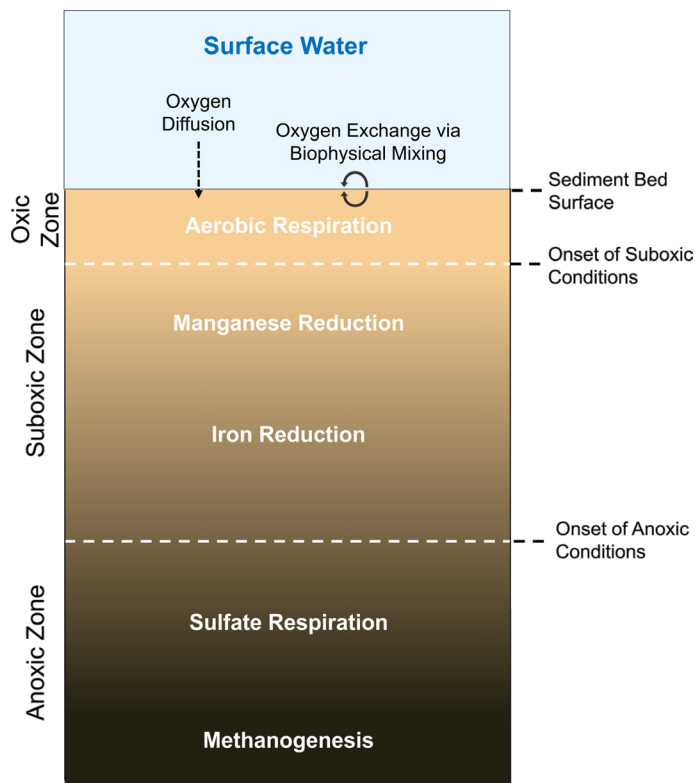 Surface Water
Oxygen
Diffusion
Oxygen Exchange via
Biophysical Mixing
Sediment Bed
Surface
Oxic
Zone
Aerobic Respiration
Onset of Suboxic
Conditions
Suboxic Zone
Manganese Reduction
Iron Reduction
Onset of Anoxic
Conditions
Anoxic Zone
Sulfate Respiration
Methanogenesis